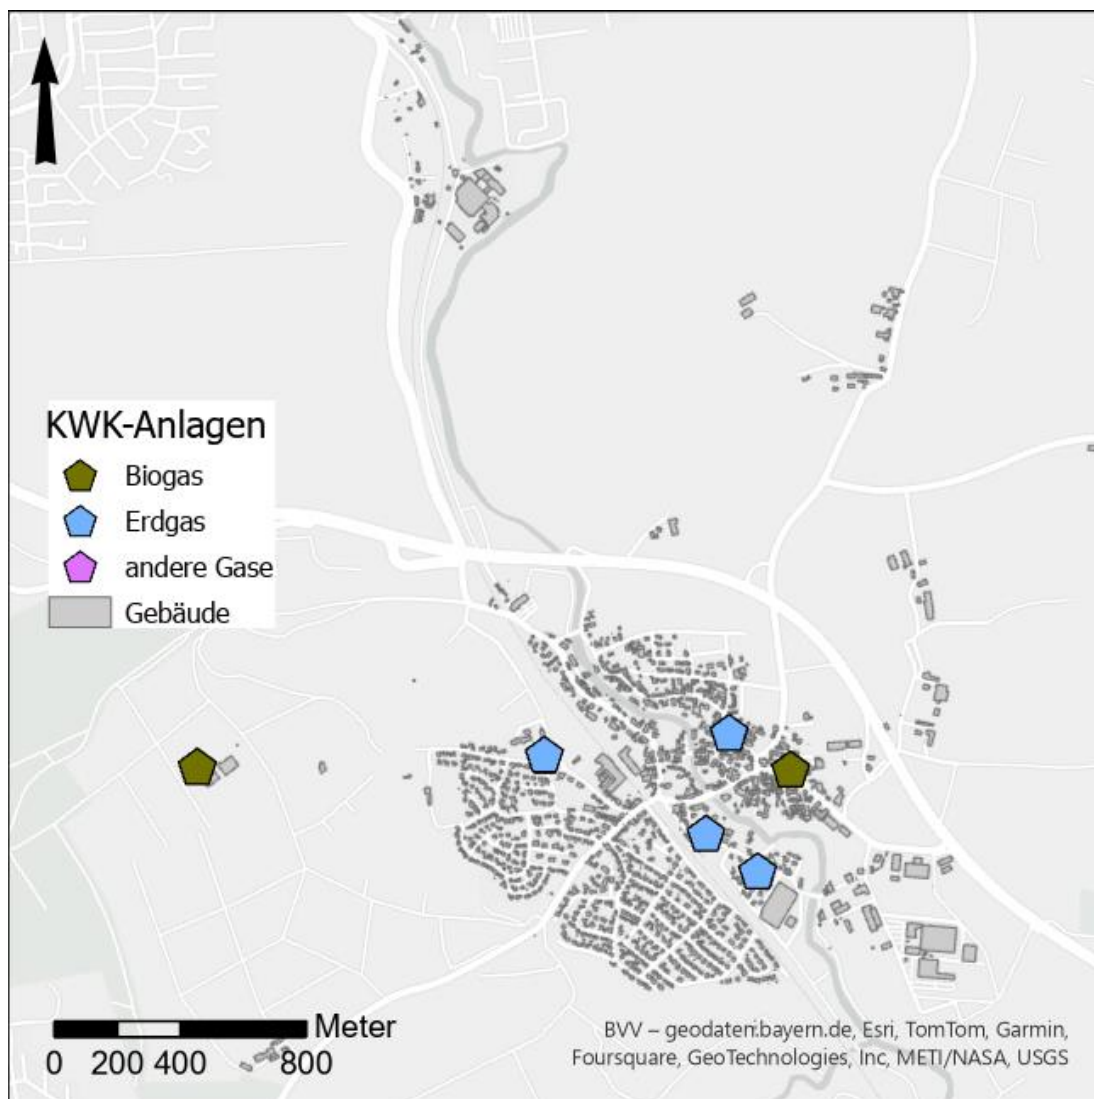 KWK-Anlagen
Biogas
Erdgas
andere Gase
Gebäude
Meter
0 200 400 800
BVV – geodaten.bayern.de, Esri, TomTom, Garmin,
Foursquare, GeoTechnologies, Inc, METI/NASA, USGS